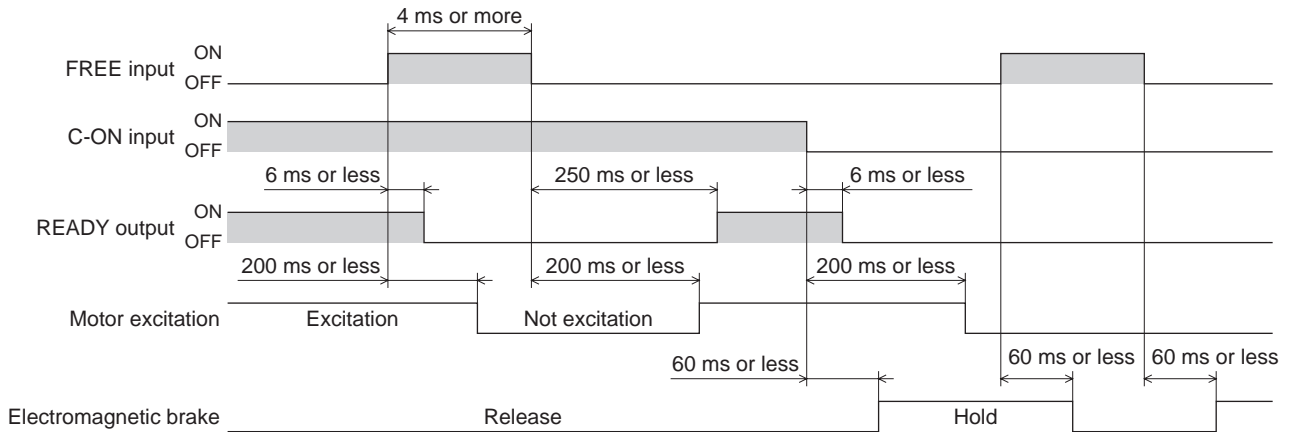 4 ms or more
ON
FREE input
OFF
ON
C-ON input
OFF
6 ms or less
250 ms or less
6 ms or less
ON
READY output
OFF
200 ms or less
200 ms or less
200 ms or less
Motor excitation
Excitation
Not excitation
60 ms or less
60 ms or less
60 ms or less
Electromagnetic brake
Release
Hold